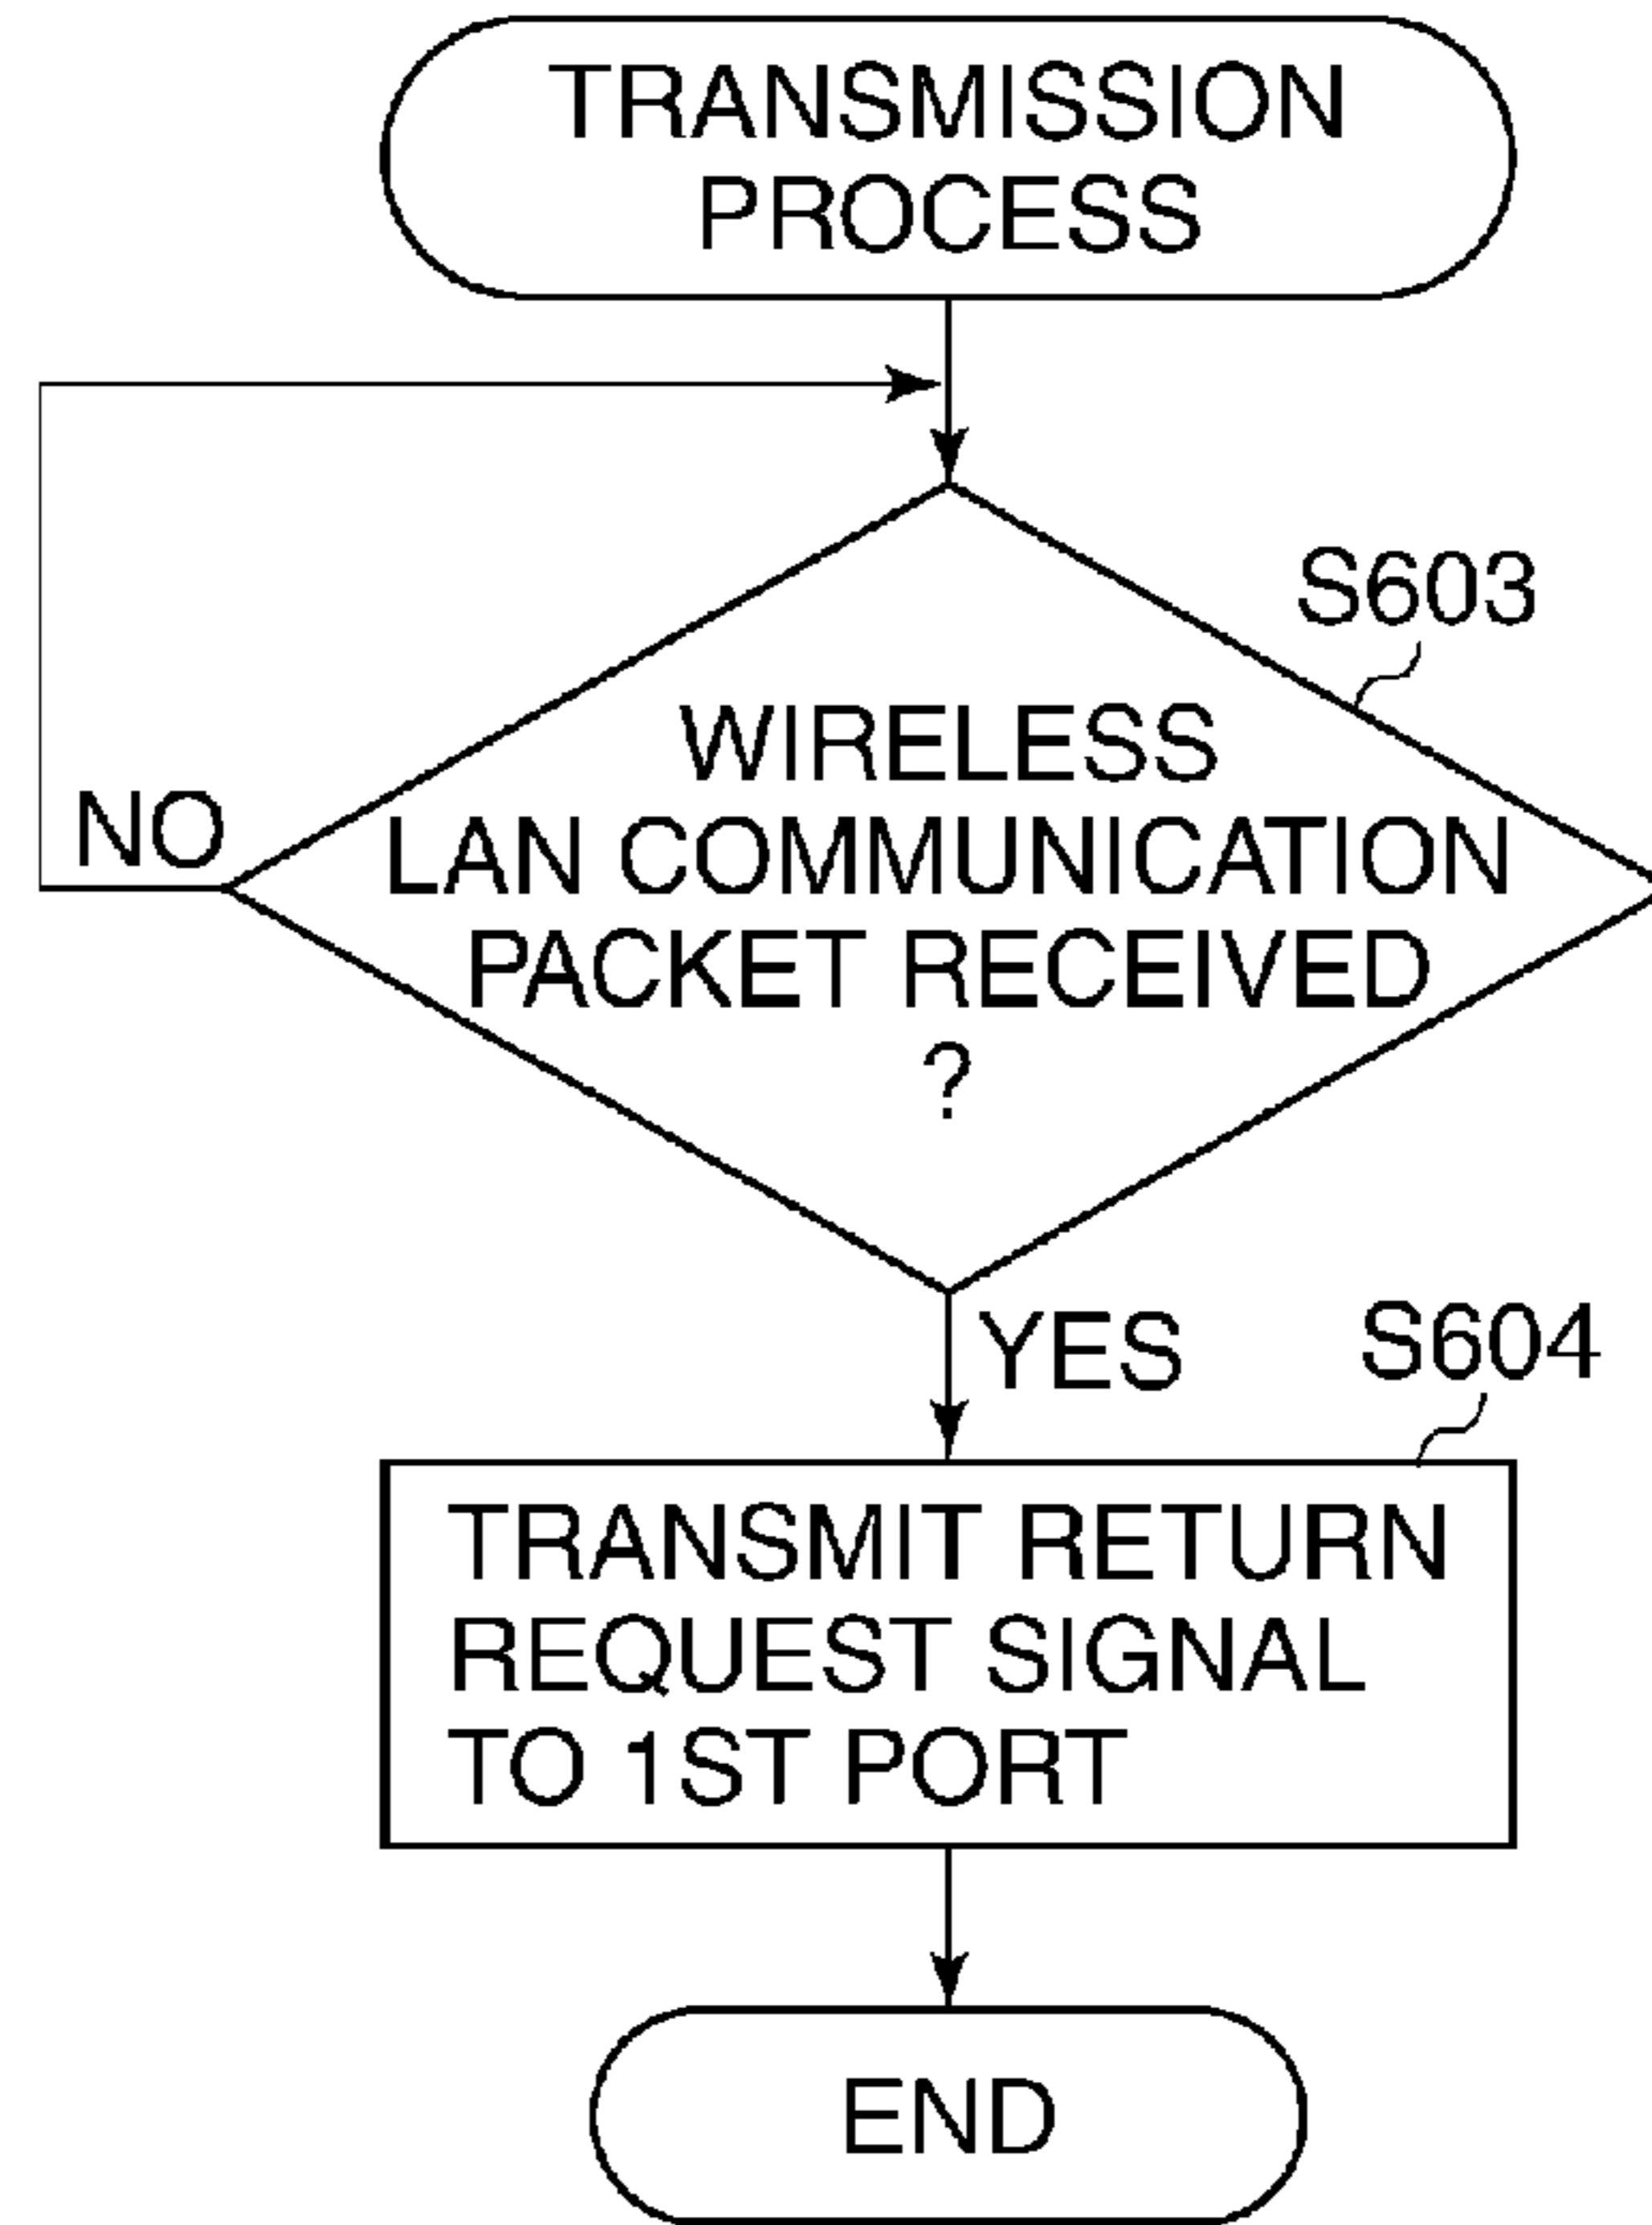 TRANSMISSION
PROCESS
S603
WIRELESS
LAN COMMUNICATION
PACKET RECEIVED
?
NO
YES
S604
TRANSMIT RETURN
REQUEST SIGNAL
TO 1ST PORT
END